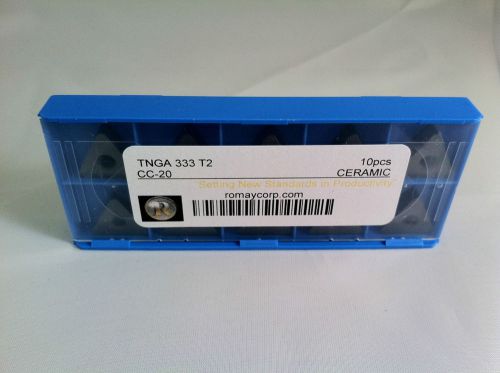 TNGA 333 T2 10pcs
CC-20 CERAMIC
Setting New Standards in Productivity
romaycorp.com
R